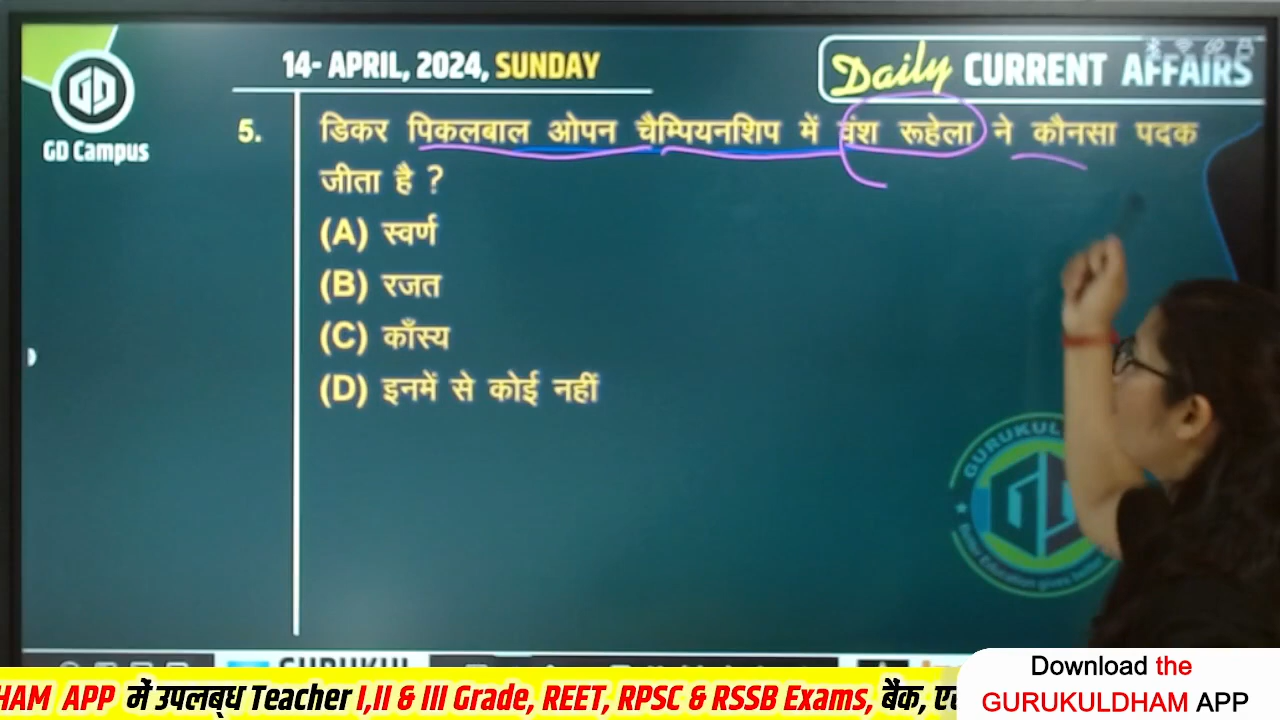 14- APRIL, 2024, SUNDAY
Daily CURRENT AFFAIRS
GD Campus
5. डिकर पिकलबाल ओपन चैम्पियनशिप में वंश रूहेला ने कौनसा पदक
जीता है ?
(A) स्वर्ण
(B) रजत
(C) काँस्य
(D) इनमें से कोई नहीं
GURUKUL
GURUKUL
HAM APP में उपलब्ध Teacher I,II & III Grade, REET, RPSC & RSSB Exams, बैंक,
Download the
GURUKULDHAM APP